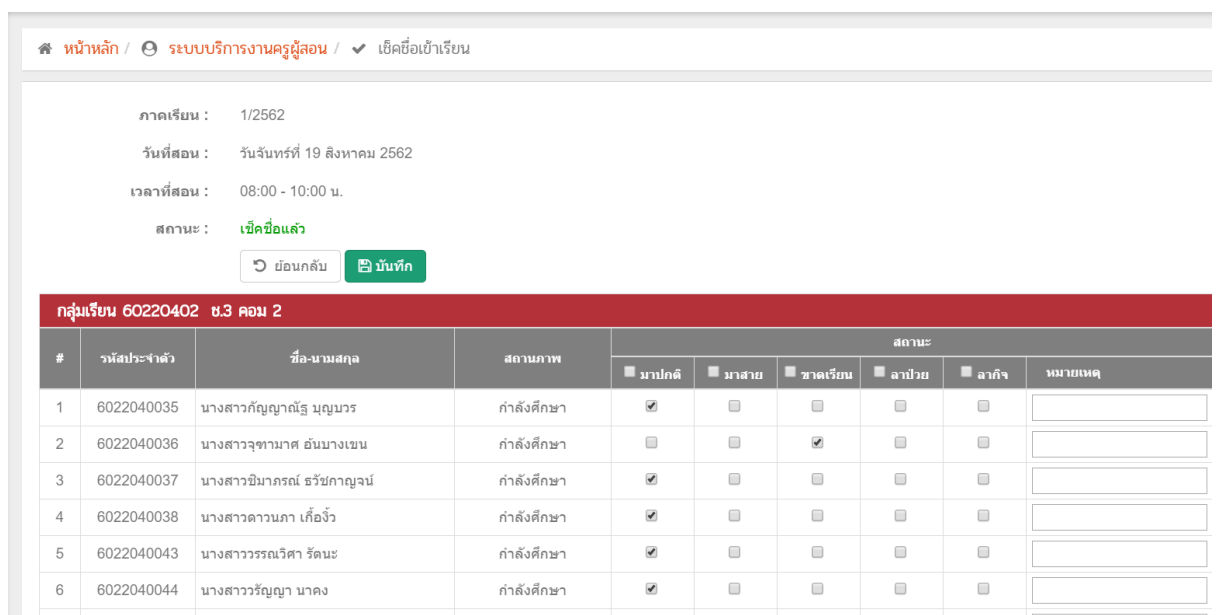 หน้าหลัก / ระบบบริการงานครูผู้สอน / เช็คชื่อเข้าเรียน
ภาคเรียน : 1/2562
วันที่สอน : วันจันทร์ที่ 19 สิงหาคม 2562
เวลาที่สอน : 08:00 - 10:00 น.
สถานะ : เช็คชื่อแล้ว
ย้อนกลับ บันทึก
กลุ่มเรียน 60220402 ช.3 คอม 2
# รหัสประจำตัว ชื่อ-นามสกุล สถานภาพ สถานะ
มาปกติ มาสาย ขาดเรียน ลาป่วย ลากิจ หมายเหตุ
1 6022040035 นางสาวกัญญาณัฐ บุญบวร กำลังศึกษา
2 6022040036 นางสาวจุฑามาศ อ้นบางเขน กำลังศึกษา
3 6022040037 นางสาวชิมาภรณ์ ธวัชกาญจน์ กำลังศึกษา
4 6022040038 นางสาวดาวนภา เกื้องิ้ว กำลังศึกษา
5 6022040043 นางสาววรรณวิศา รัตนะ กำลังศึกษา
6 6022040044 นางสาววรัญญา นาคง กำลังศึกษา